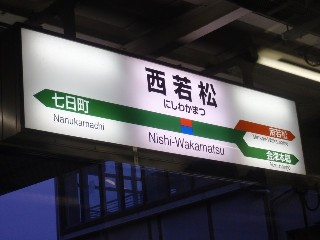 西若松
にしわかまつ
七日町
Nanukamachi
Nishi-Wakamatsu
南若松
会津本郷